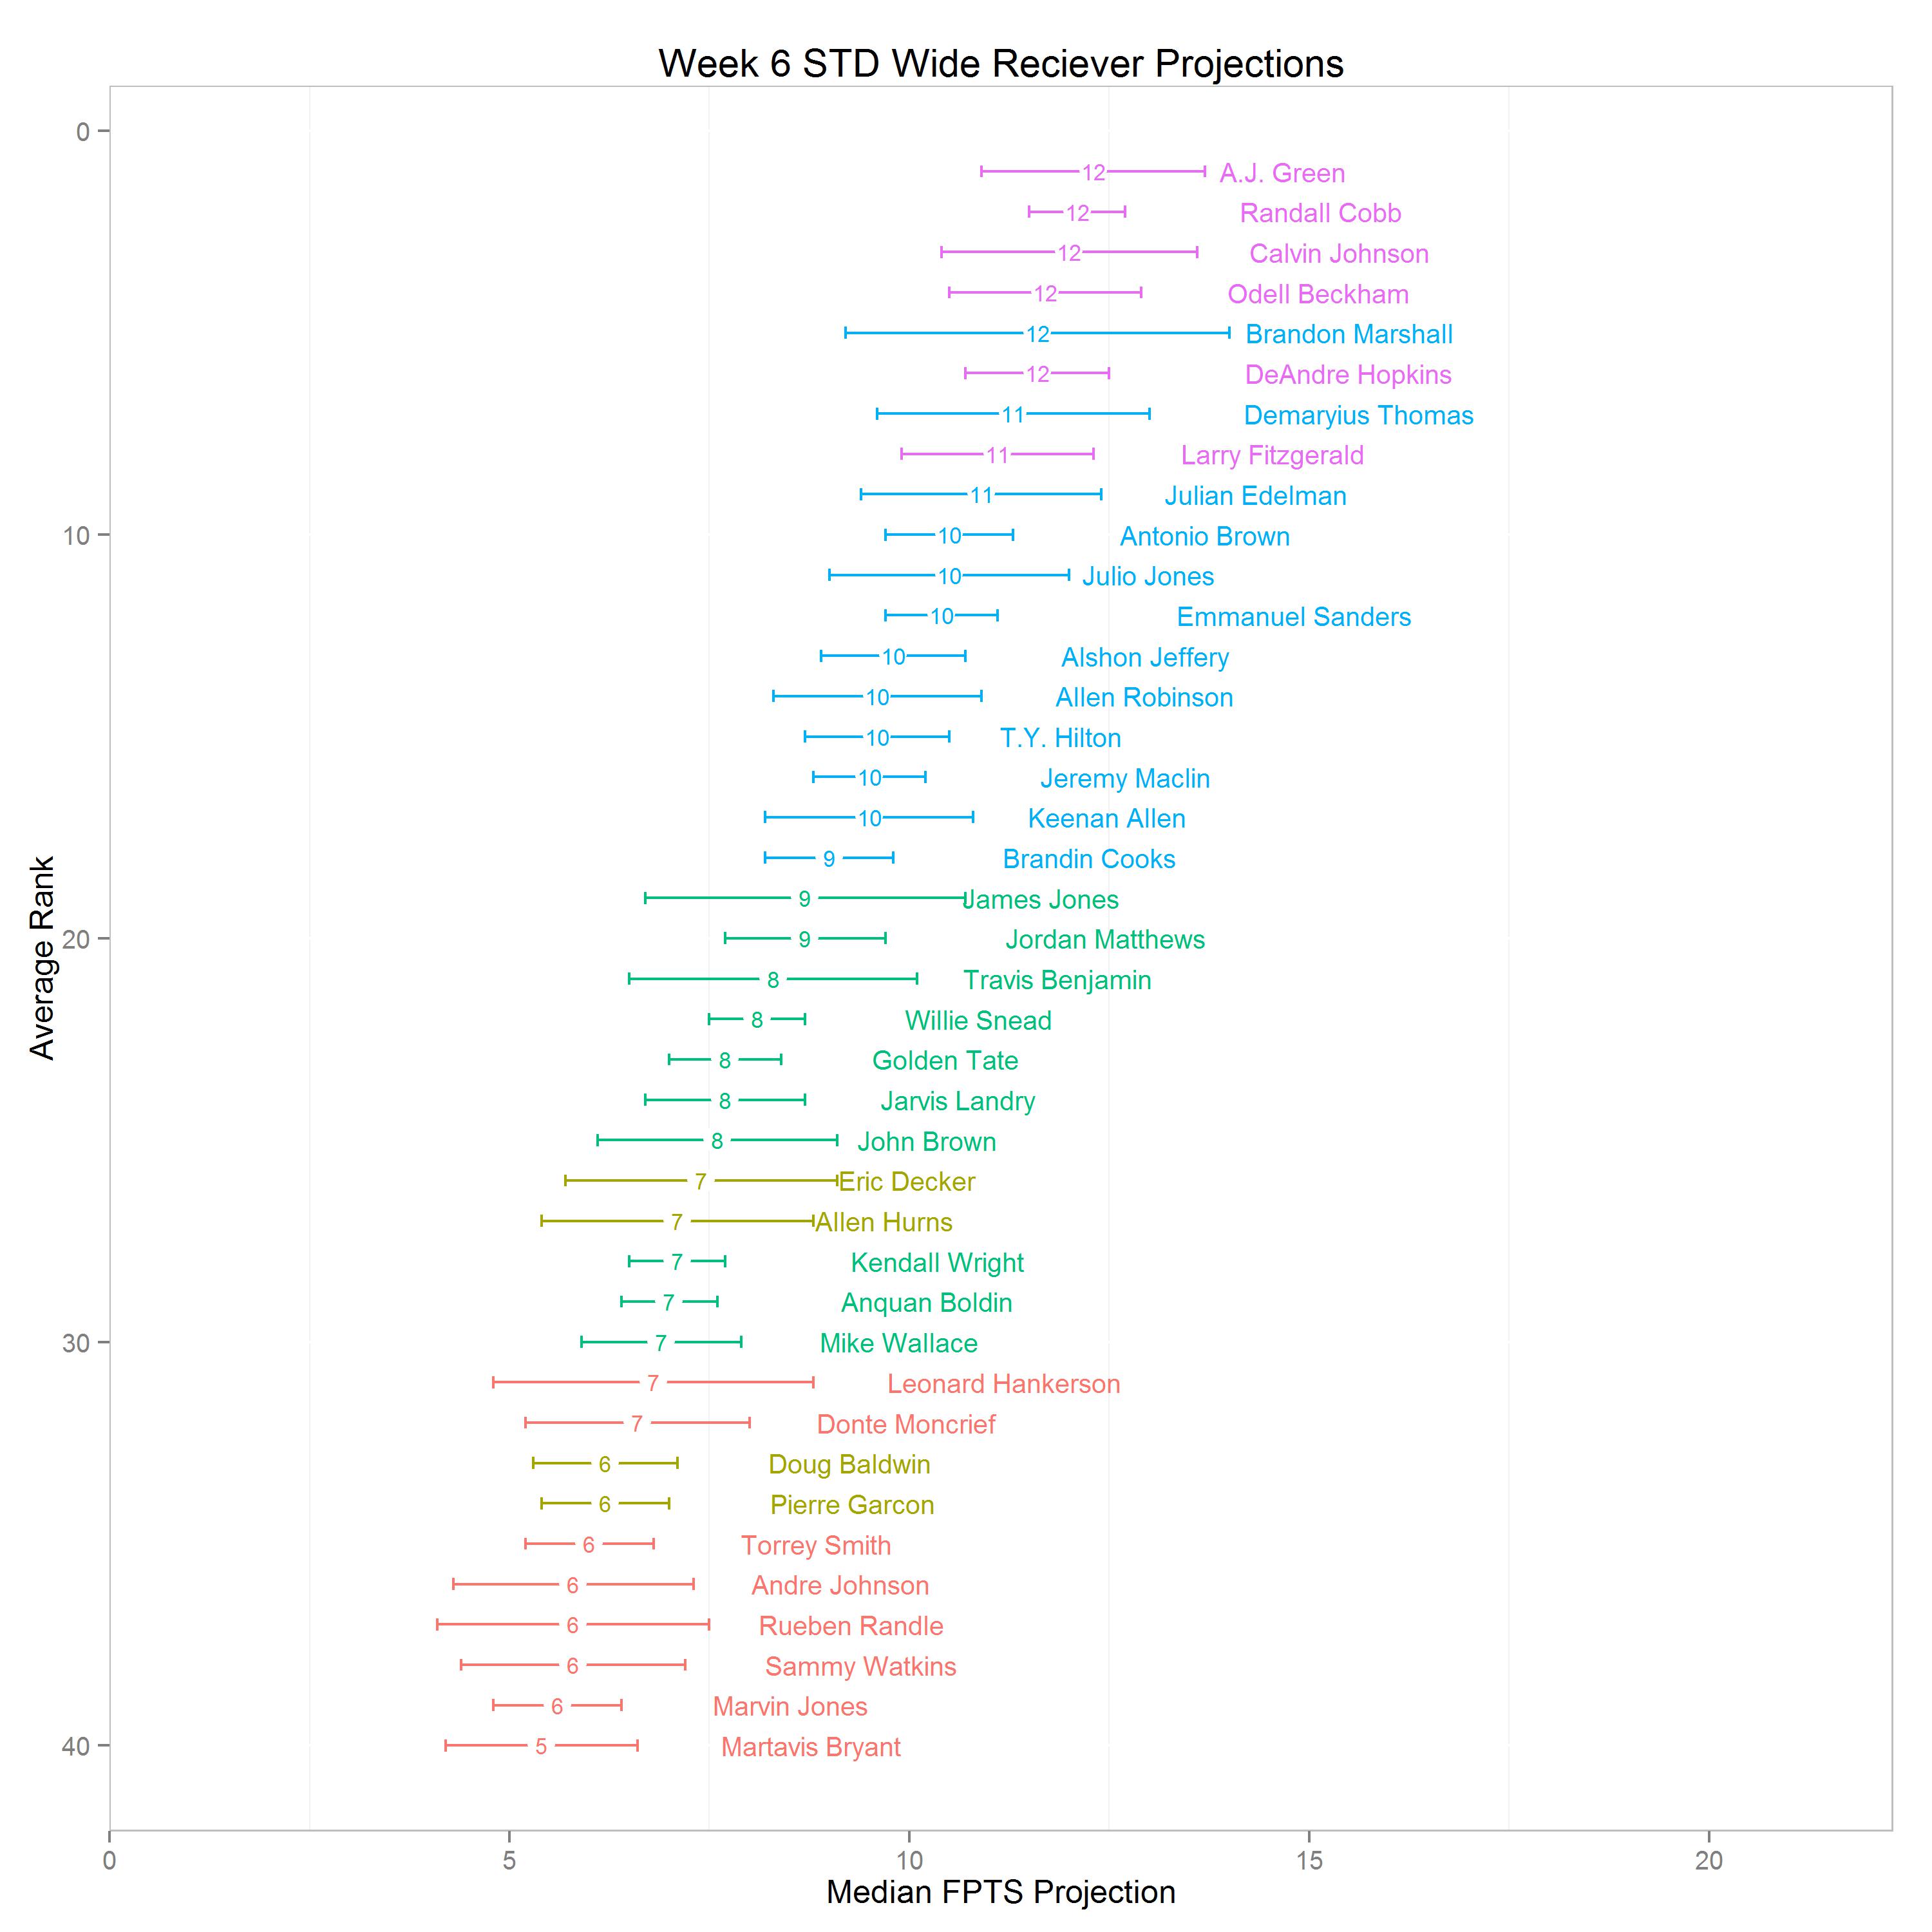 Week 6 STD Wide Reciever Projections
0
12 A.J. Green
12 Randall Cobb
12 Calvin Johnson
12 Odell Beckham
12 Brandon Marshall
12 DeAndre Hopkins
11 Demaryius Thomas
11 Larry Fitzgerald
11 Julian Edelman
10 10 Antonio Brown
10 Julio Jones
10 Emmanuel Sanders
10 Alshon Jeffery
10 Allen Robinson
10 T.Y. Hilton
10 Jeremy Maclin
10 Keenan Allen
9 Brandin Cooks
9 James Jones
20 9 Jordan Matthews
8 Travis Benjamin
8 Willie Snead
8 Golden Tate
8 Jarvis Landry
8 John Brown
7 Eric Decker
7 Allen Hurns
7 Kendall Wright
7 Anquan Boldin
30 7 Mike Wallace
7 Leonard Hankerson
7 Donte Moncrief
6 Doug Baldwin
6 Pierre Garcon
6 Torrey Smith
6 Andre Johnson
6 Rueben Randle
6 Sammy Watkins
6 Marvin Jones
40 5 Martavis Bryant
Average Rank
0 5 10 15 20
Median FPTS Projection